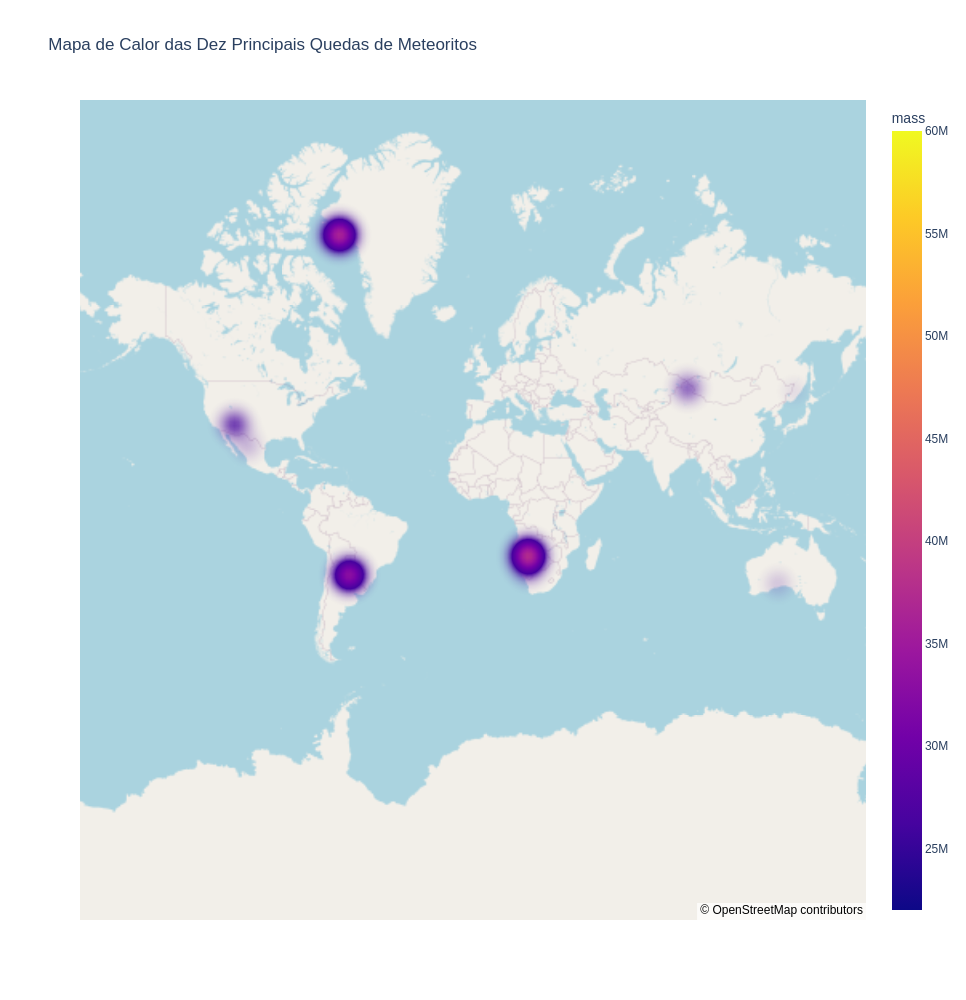 Mapa de Calor das Dez Principais Quedas de Meteoritos
mass
60M
55M
50M
45M
40M
35M
30M
25M
© OpenStreetMap contributors